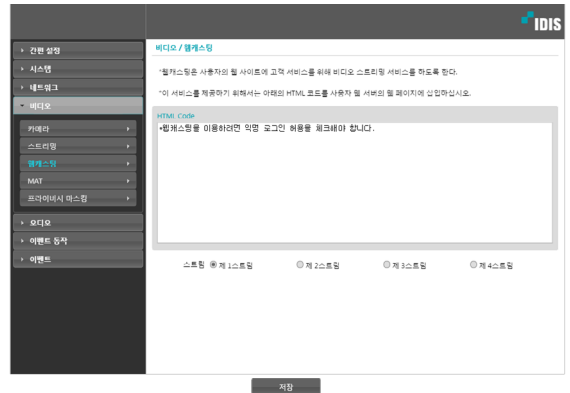 IDIS
간편 설정
시스템
네트워크
비디오
카메라
스트리밍
웹캐스팅
MAT
프라이버시 마스킹
오디오
이벤트 동작
이벤트
비디오 / 웹캐스팅
*웹캐스팅은 사용자의 웹 사이트에 고객 서비스를 위해 비디오 스트리밍 서비스를 하도록 한다.
*이 서비스를 제공하기 위해서는 아래의 HTML 코드를 사용자 웹 서버의 웹 페이지에 삽입하십시오.
HTML Code
*웹캐스팅을 이용하려면 익명 로그인 허용을 체크해야 합니다.
스트림 제 1스트림 제 2스트림 제 3스트림 제 4스트림
저장